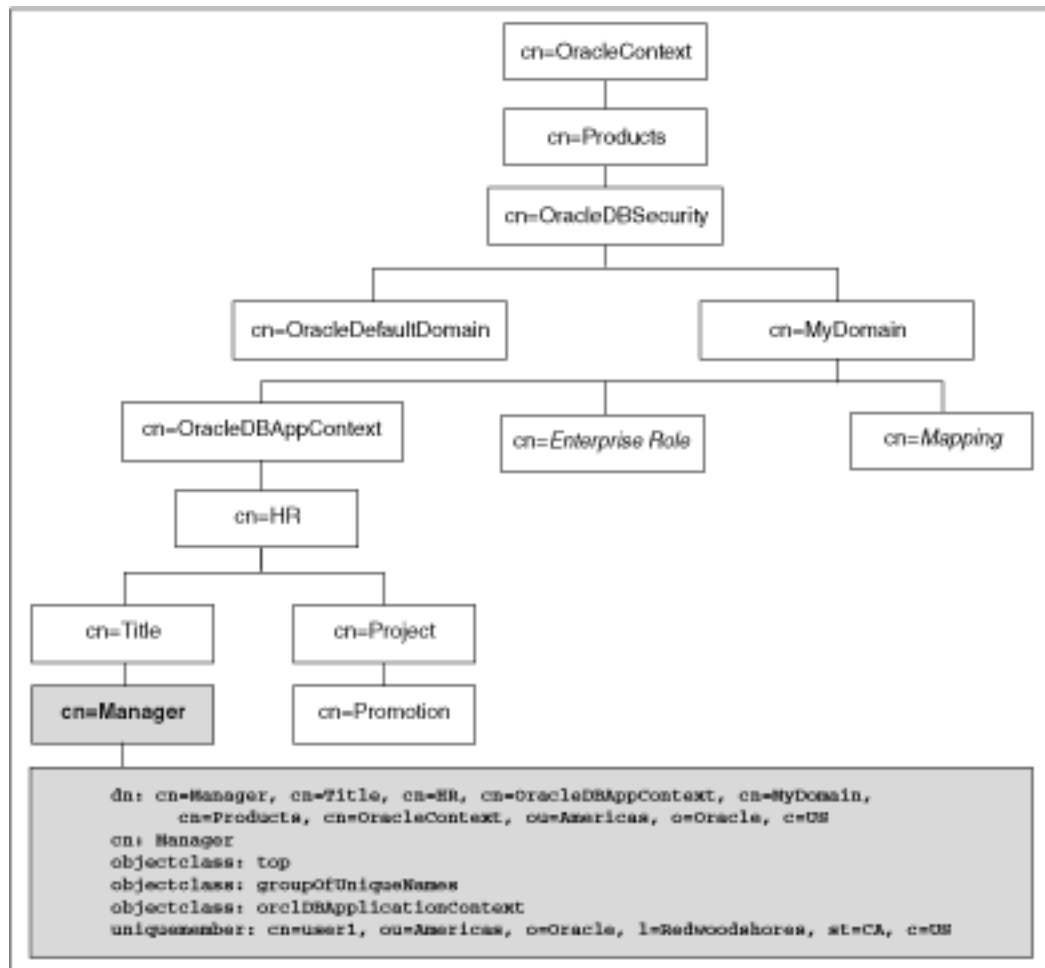 cn=OracleContext
cn=Products
cn=OracleDBSecurity
cn=OracleDefaultDomain
cn=MyDomain
cn=OracleDBAppContext
cn=Enterprise Role
cn=Mapping
cn=HR
cn=Title
cn=Project
cn=Manager
cn=Promotion
dn: cn=Manager, cn=Title, cn=HR, cn=OracleDBAppContext, cn=MyDomain,
cn=Products, cn=OracleContext, ou=Americas, o=Oracle, c=US
cn: Manager
objectclass: top
objectclass: groupOfUniqueNames
objectclass: orclDBApplicationContext
uniquemember: cn=user1, ou=Americas, o=Oracle, l=Redwoodshores, st=CA, c=US